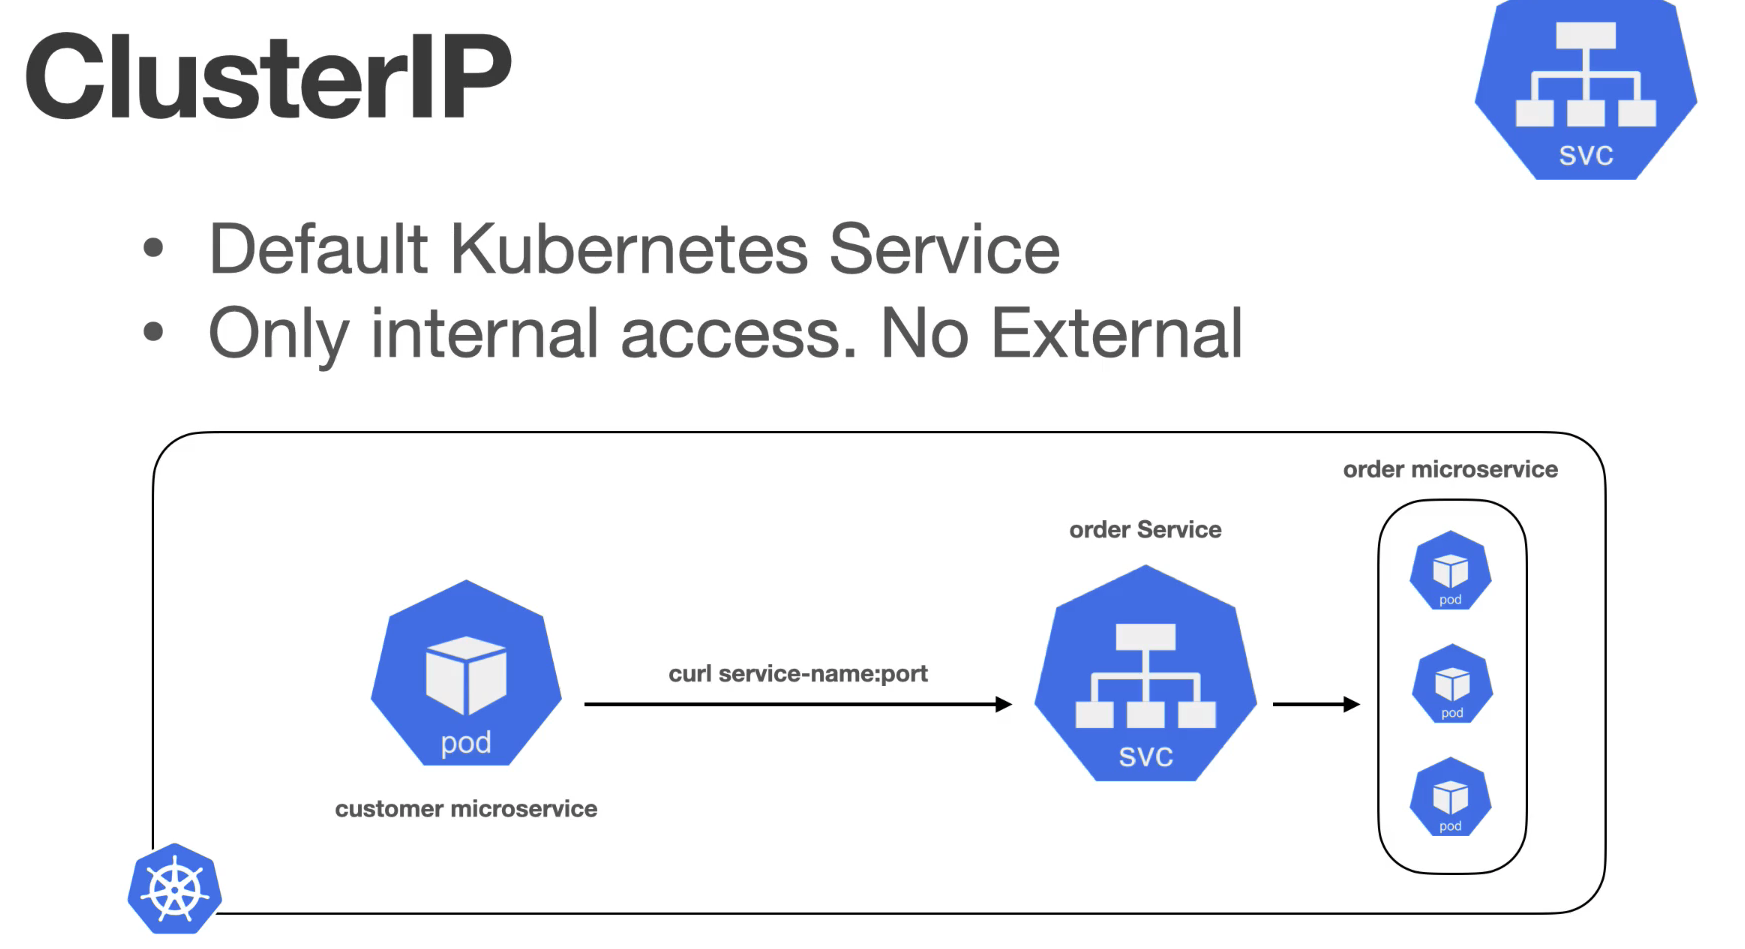 ClusterIP
svc
• Default Kubernetes Service
• Only internal access. No External
order microservice
order Service
pod
pod
pod
curl service-name:port
pod
svc
customer microservice